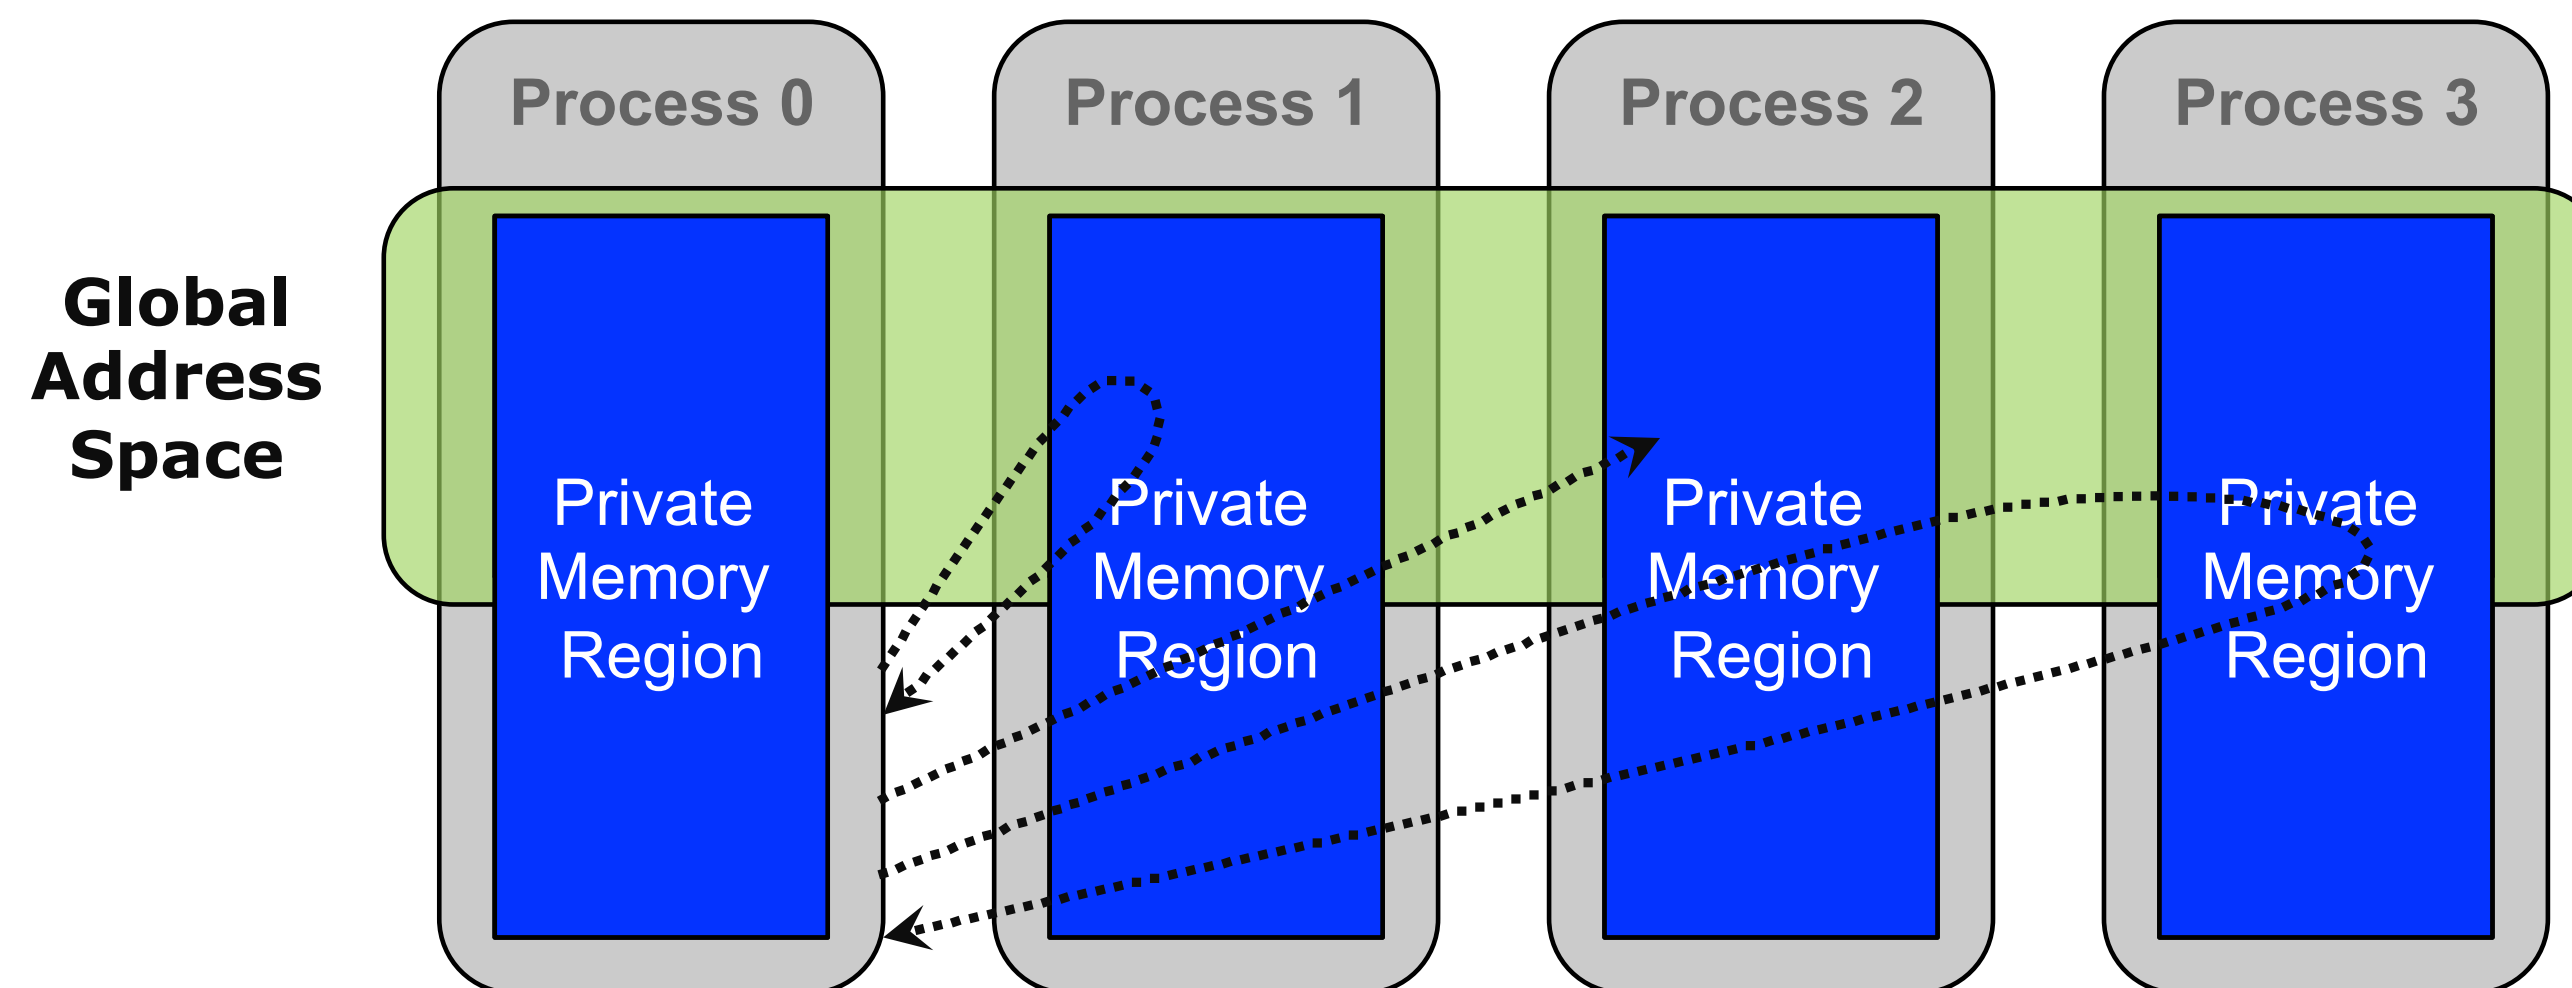 Process 0
Process 1
Process 2
Process 3
Global
Address
Space
Private
Memory
Region
Private
Memory
Region
Private
Memory
Region
Private
Memory
Region